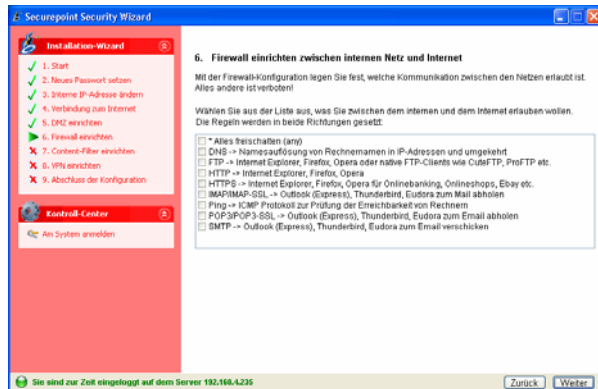 Securepoint Security Wizard
Installation-Wizard
1. Start
2. Neues Passwort setzen
3. Interne IP-Adresse ändern
4. Verbindung zum Internet
5. DMZ einrichten
6. Firewall einrichten
7. Content-Filter einrichten
8. VPN einrichten
9. Abschluss der Konfiguration
Kontroll-Center
Am System anmelden
6. Firewall einrichten zwischen internen Netz und Internet
Mit der Firewall-Konfiguration legen Sie fest, welche Kommunikation zwischen den Netzen erlaubt ist.
Alles andere ist verboten!
Wählen Sie aus der Liste aus, was Sie zwischen dem internen und dem Internet erlauben wollen.
Die Regeln werden in beide Richtungen gesetzt:
* Alles freischalten (any)
DNS -> Namesauflösung von Rechnernamen in IP-Adressen und umgekehrt
FTP -> Internet Explorer, Firefox, Opera oder native FTP-Clients wie CuteFTP, ProFTP etc.
HTTP -> Internet Explorer, Firefox, Opera
HTTPS -> Internet Explorer, Firefox, Opera für Onlinebanking, Onlineshops, Ebay etc.
IMAP/IMAP-SSL -> Outlook (Express), Thunderbird, Eudora zum Mail abholen
Ping -> ICMP Protokoll zur Prüfung der Erreichbarkeit von Rechnern
POP3/POP3-SSL -> Outlook (Express), Thunderbird, Eudora zum Email abholen
SMTP -> Outlook (Express), Thunderbird, Eudora zum Email verschicken
Sie sind zur Zeit eingeloggt auf dem Server 192.168.4.235
Zurück
Weiter